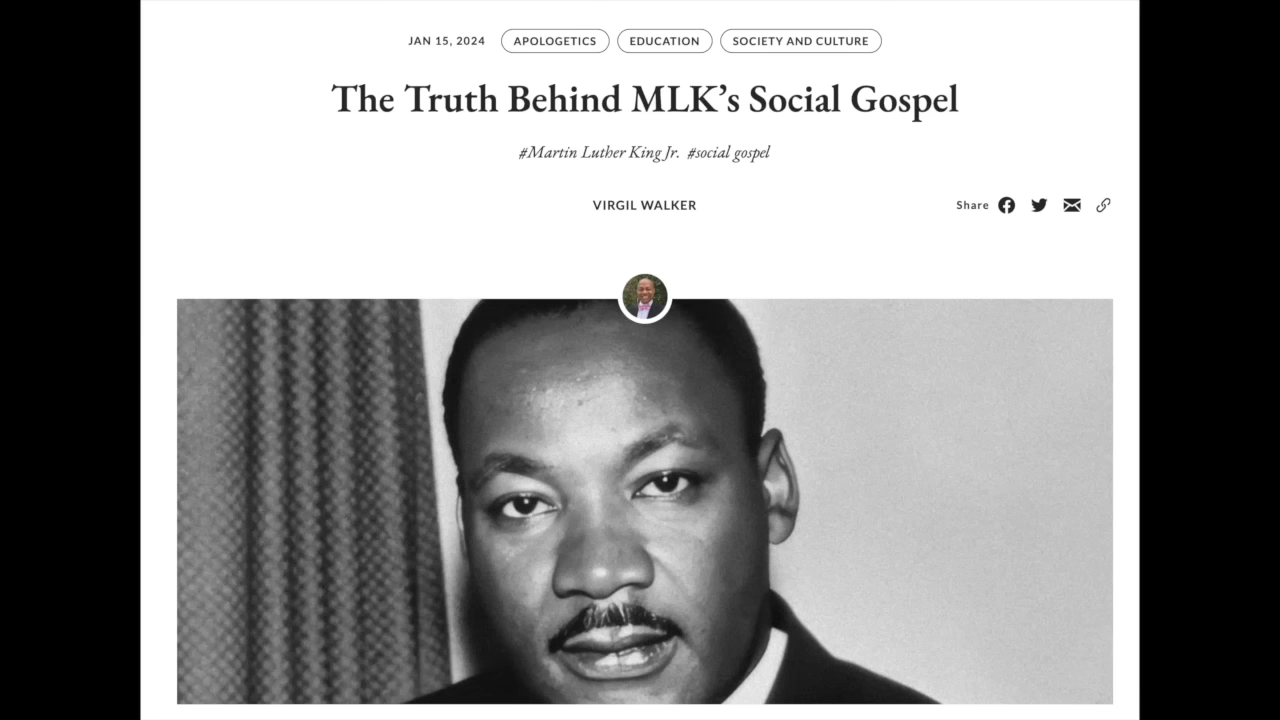 JAN 15, 2024 APOLOGETICS EDUCATION SOCIETY AND CULTURE
The Truth Behind MLK’s Social Gospel
#Martin Luther King Jr. #social gospel
VIRGIL WALKER Share